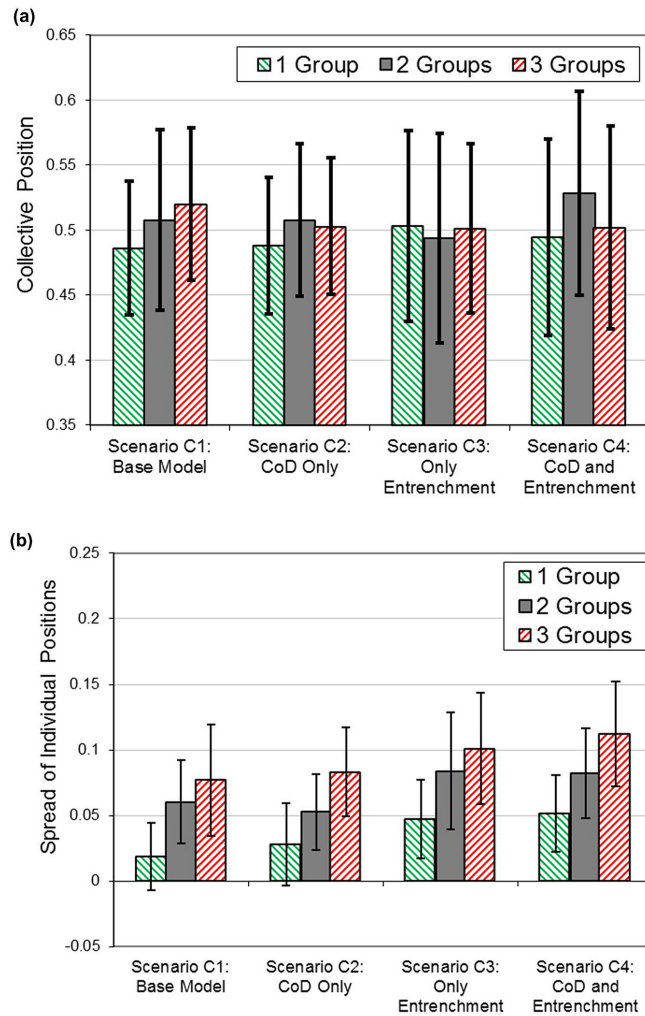 (a)
0.65
1 Group 2 Groups 3 Groups
0.6
0.55
0.5
0.45
0.4
0.35
Collective Position
Scenario C1: Scenario C2: Scenario C3: Scenario C4:
Base Model CoD Only Only CoD and
Entrenchment Entrenchment
(b)
0.25
1 Group
0.2
2 Groups
3 Groups
0.15
0.1
0.05
0
-0.05
Spread of Individual Positions
Scenario C1: Scenario C2: Scenario C3: Scenario C4:
Base Model CoD Only Only CoD and
Entrenchment Entrenchment